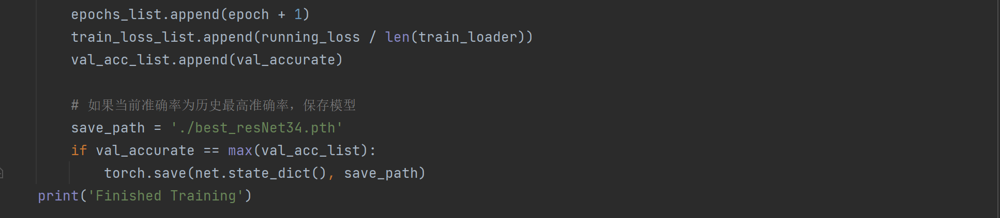 epochs_list.append(epoch + 1)
train_loss_list.append(running_loss / len(train_loader))
val_acc_list.append(val_accurate)
# 如果当前准确率为历史最高准确率，保存模型
save_path = './best_resNet34.pth'
if val_accurate == max(val_acc_list):
torch.save(net.state_dict(), save_path)
print('Finished Training')